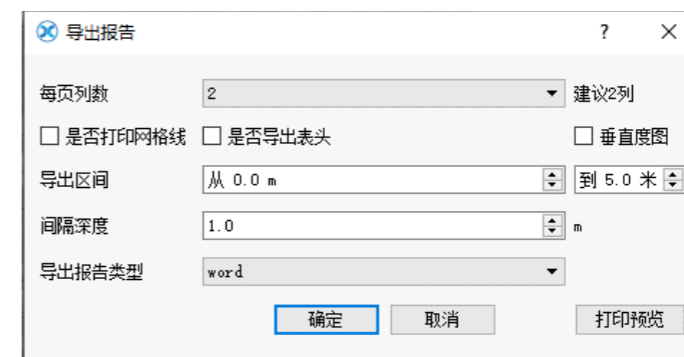 导出报告
每页列数 2 建议2列
是否打印网格线 是否导出表头 垂直度图
导出区间 从 0.0 m 到 5.0 米
间隔深度 1.0 m
导出报告类型 word
确定 取消 打印预览